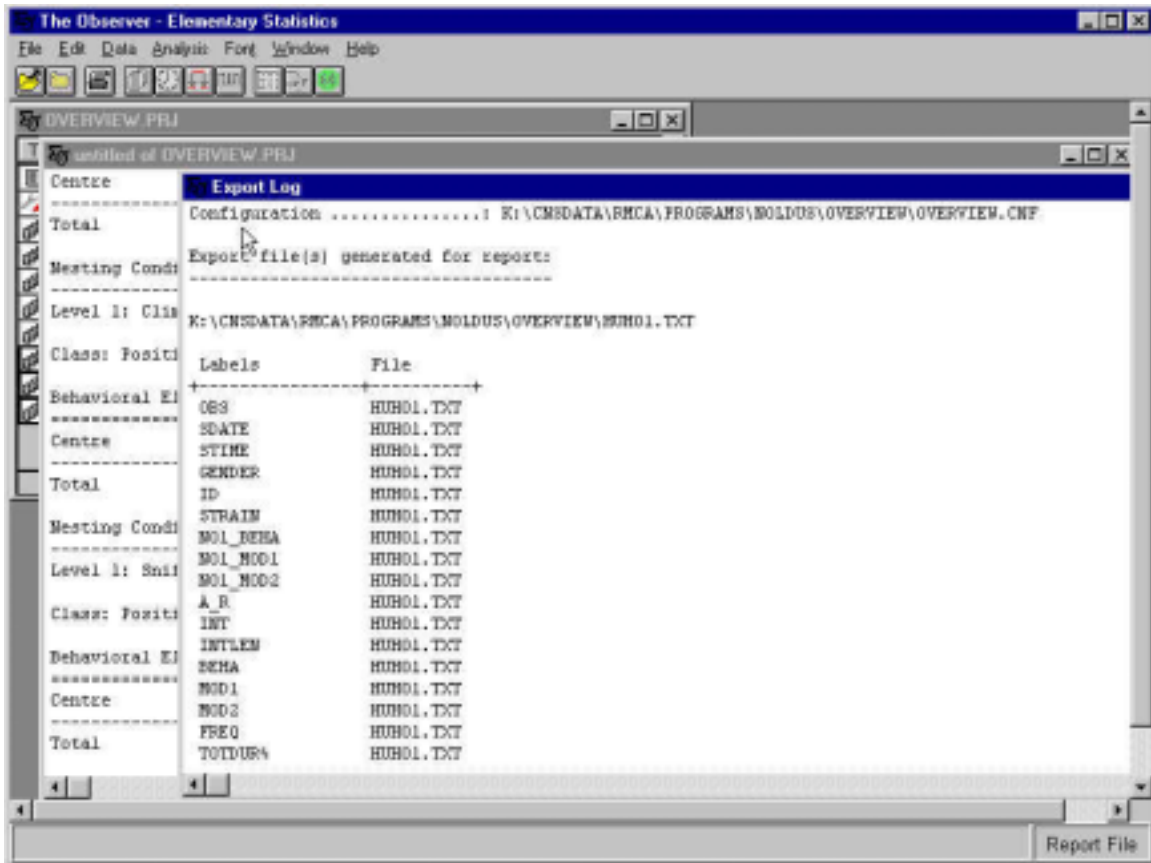 The Observer - Elementary Statistics
File Edit Data Analysis Font Window Help
OVERVIEW.PRJ
untitled of OVERVIEW.PRJ
Centre
Total
Nesting Condi
Level 1: Clim
Class: Positi
Behavioral El
Centre
Total
Nesting Condi
Level 1: Snif
Class: Positi
Behavioral El
Centre
Total
Export Log
Configuration ...............: K:\CNSDATA\RMCA\PROGRAMS\NOLDUS\OVERVIEW\OVERVIEW.CNF
Export file(s) generated for report:
K:\CNSDATA\RMCA\PROGRAMS\NOLDUS\OVERVIEW\HUH01.TXT
Labels File
OBS HUH01.TXT
SDATE HUH01.TXT
STIME HUH01.TXT
GENDER HUH01.TXT
ID HUH01.TXT
STRAIN HUH01.TXT
NO1_BEHA HUH01.TXT
NO1_MOD1 HUH01.TXT
NO1_MOD2 HUH01.TXT
A_R HUH01.TXT
INT HUH01.TXT
INTLEN HUH01.TXT
BEHA HUH01.TXT
MOD1 HUH01.TXT
MOD2 HUH01.TXT
FREQ HUH01.TXT
TOTDUR% HUH01.TXT
Report File